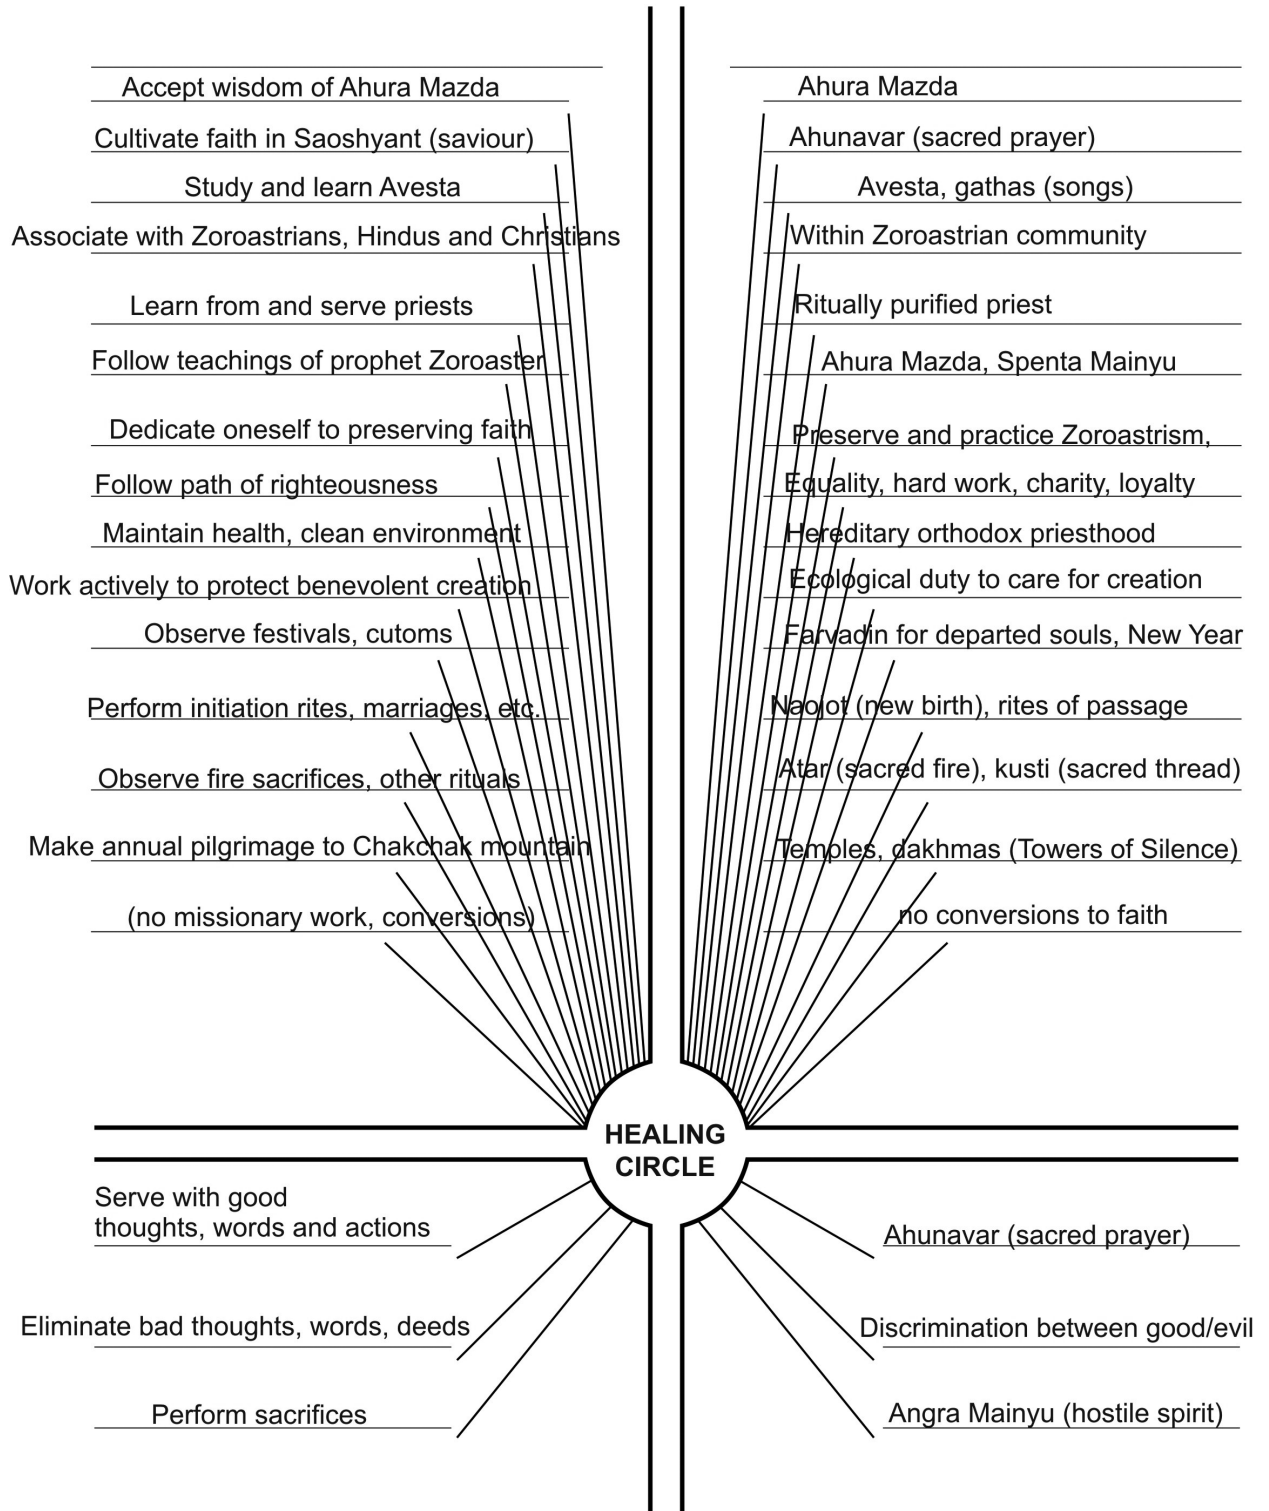 Accept wisdom of Ahura Mazda
Cultivate faith in Saoshyant (saviour)
Study and learn Avesta
Associate with Zoroastrians, Hindus and Christians
Learn from and serve priests
Follow teachings of prophet Zoroaster
Dedicate oneself to preserving faith
Follow path of righteousness
Maintain health, clean environment
Work actively to protect benevolent creation
Observe festivals, cutoms
Perform initiation rites, marriages, etc.
Observe fire sacrifices, other rituals
Make annual pilgrimage to Chakchak mountain
(no missionary work, conversions)
Ahura Mazda
Ahunavar (sacred prayer)
Avesta, gathas (songs)
Within Zoroastrian community
Ritually purified priest
Ahura Mazda, Spenta Mainyu
Preserve and practice Zoroastrism,
Equality, hard work, charity, loyalty
Hereditary orthodox priesthood
Ecological duty to care for creation
Farvadin for departed souls, New Year
Naojot (new birth), rites of passage
Atar (sacred fire), kusti (sacred thread)
Temples, dakhmas (Towers of Silence)
no conversions to faith
HEALING
CIRCLE
Serve with good
thoughts, words and actions
Eliminate bad thoughts, words, deeds
Perform sacrifices
Ahunavar (sacred prayer)
Discrimination between good/evil
Angra Mainyu (hostile spirit)